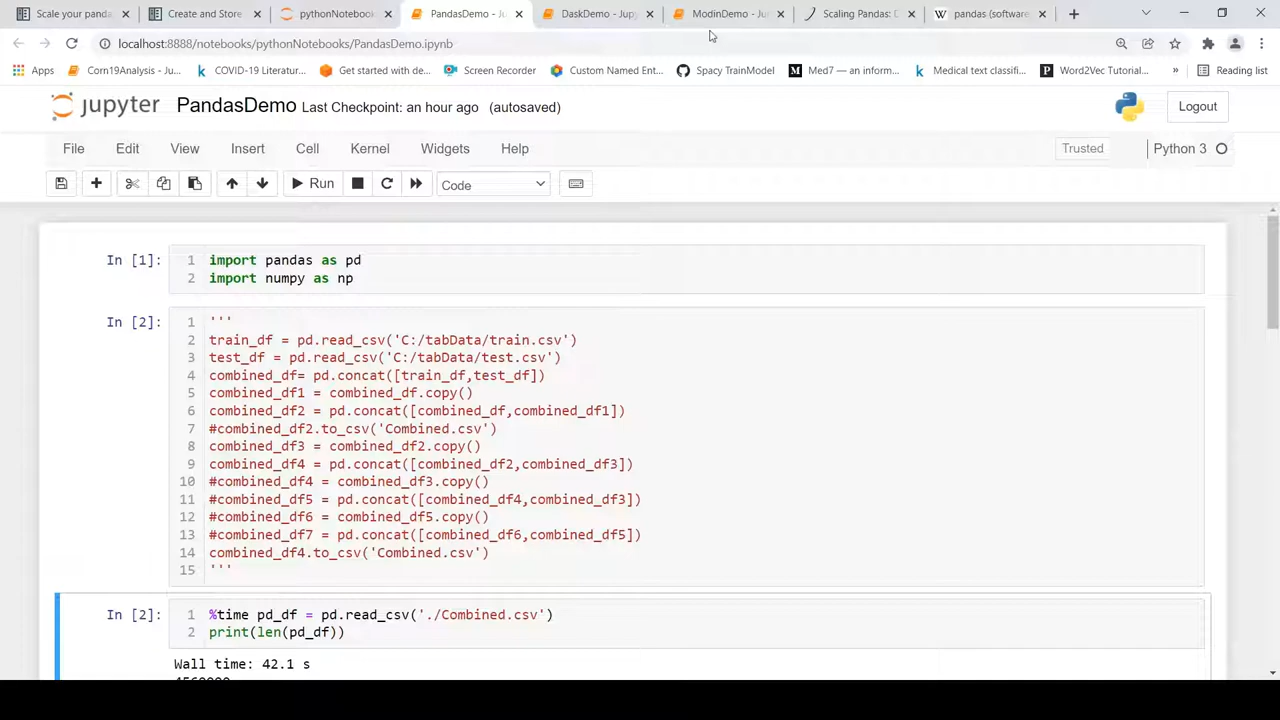 Scale your pandas
Create and Store
pythonNotebook
PandasDemo - Ju
DaskDemo - Jupy
ModinDemo - Ju
Scaling Pandas: D
pandas (software
localhost:8888/notebooks/pythonNotebooks/PandasDemo.ipynb
Apps
Corn19Analysis - Ju...
COVID-19 Literatur...
Get started with de...
Screen Recorder
Custom Named Ent...
Spacy TrainModel
Med7 — an inform...
Medical text classifi...
Word2Vec Tutorial...
»
Reading list
jupyter PandasDemo Last Checkpoint: an hour ago (autosaved)
Logout
File Edit View Insert Cell Kernel Widgets Help
Trusted
Python 3
Run
Code
In [1]:
1 import pandas as pd
2 import numpy as np
In [2]:
1 '''
2 train_df = pd.read_csv('C:/tabData/train.csv')
3 test_df = pd.read_csv('C:/tabData/test.csv')
4 combined_df= pd.concat([train_df,test_df])
5 combined_df1 = combined_df.copy()
6 combined_df2 = pd.concat([combined_df,combined_df1])
7 #combined_df2.to_csv('Combined.csv')
8 combined_df3 = combined_df2.copy()
9 combined_df4 = pd.concat([combined_df2,combined_df3])
10 #combined_df4 = combined_df3.copy()
11 #combined_df5 = pd.concat([combined_df4,combined_df3])
12 #combined_df6 = combined_df5.copy()
13 #combined_df7 = pd.concat([combined_df6,combined_df5])
14 combined_df4.to_csv('Combined.csv')
15 '''
In [2]:
1 %time pd_df = pd.read_csv('./Combined.csv')
2 print(len(pd_df))
Wall time: 42.1 s